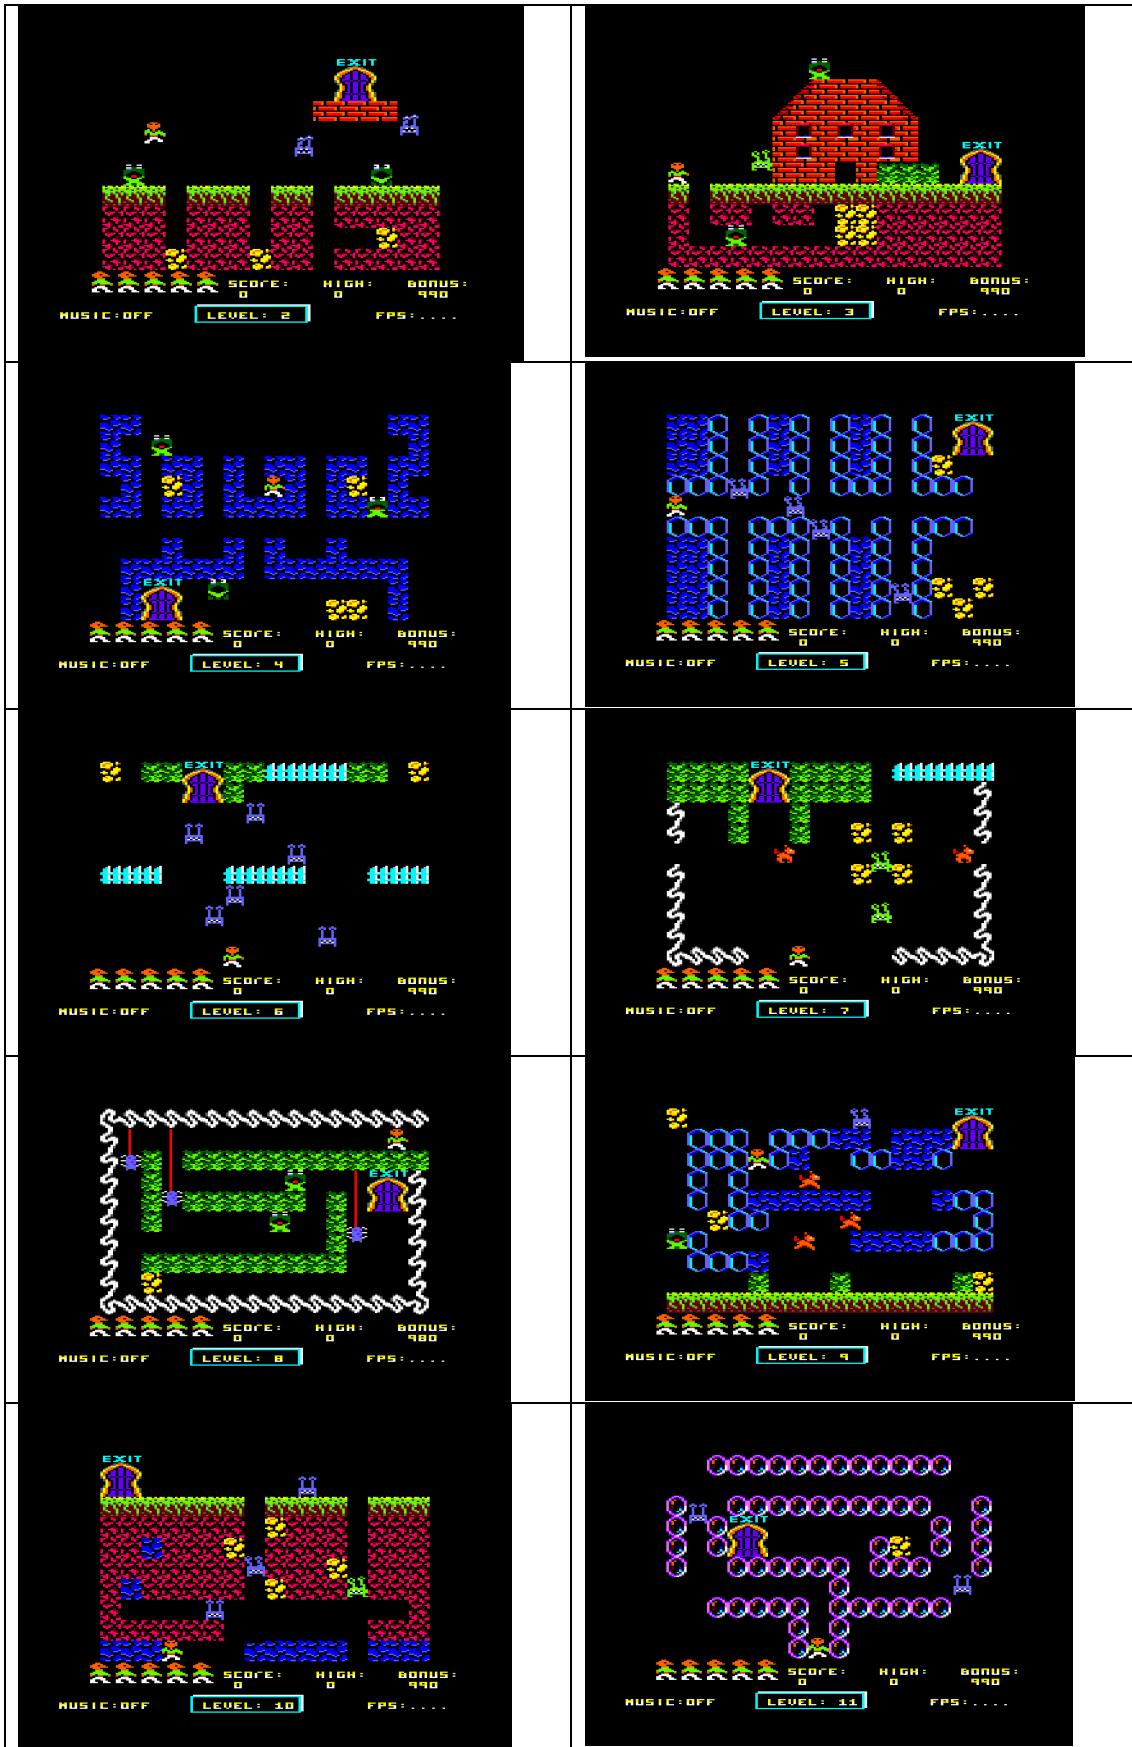 EXIT
SCORE: HIGH: BONUS:
0 0 990
MUSIC:OFF LEVEL: 2 FPS:....
EXIT
SCORE: HIGH: BONUS:
0 0 990
MUSIC:OFF LEVEL: 3 FPS:....
EXIT
SCORE: HIGH: BONUS:
0 0 990
MUSIC:OFF LEVEL: 4 FPS:....
EXIT
SCORE: HIGH: BONUS:
0 0 990
MUSIC:OFF LEVEL: 5 FPS:....
EXIT
SCORE: HIGH: BONUS:
0 0 990
MUSIC:OFF LEVEL: 6 FPS:....
EXIT
SCORE: HIGH: BONUS:
0 0 990
MUSIC:OFF LEVEL: 7 FPS:....
EXIT
SCORE: HIGH: BONUS:
0 0 980
MUSIC:OFF LEVEL: 8 FPS:....
EXIT
SCORE: HIGH: BONUS:
0 0 990
MUSIC:OFF LEVEL: 9 FPS:....
EXIT
SCORE: HIGH: BONUS:
0 0 990
MUSIC:OFF LEVEL: 10 FPS:....
EXIT
SCORE: HIGH: BONUS:
0 0 990
MUSIC:OFF LEVEL: 11 FPS:....